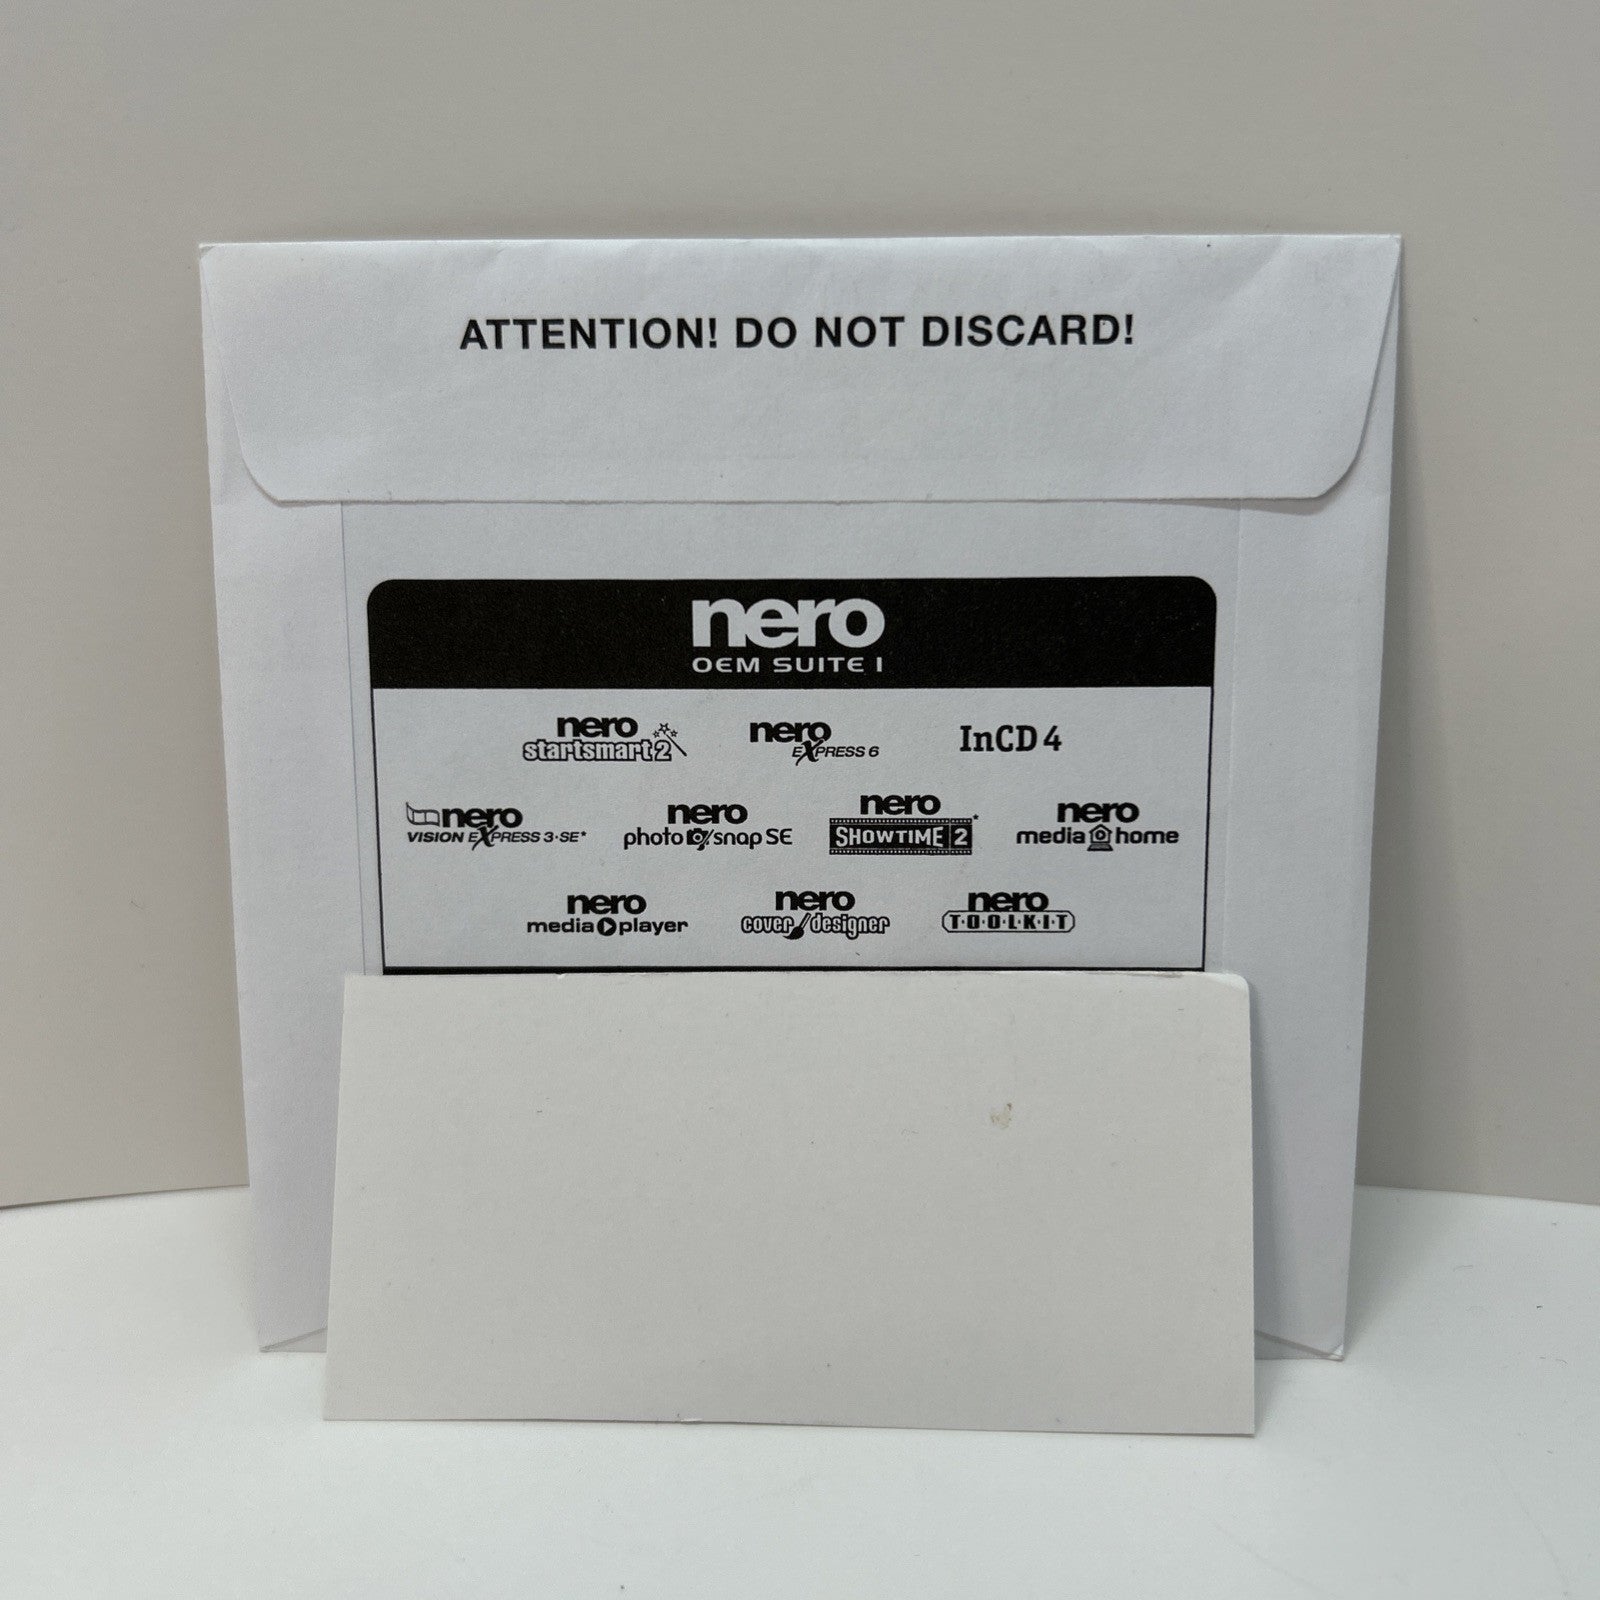 ATTENTION! DO NOT DISCARD!
nero
OEM SUITE I
nero startsmart 2
nero EXPRESS 6
InCD 4
nero VISION EXPRESS 3·SE*
nero photo snap SE
nero SHOWTIME 2*
nero media home
nero media player
nero cover designer
nero T·O·O·L·K·I·T